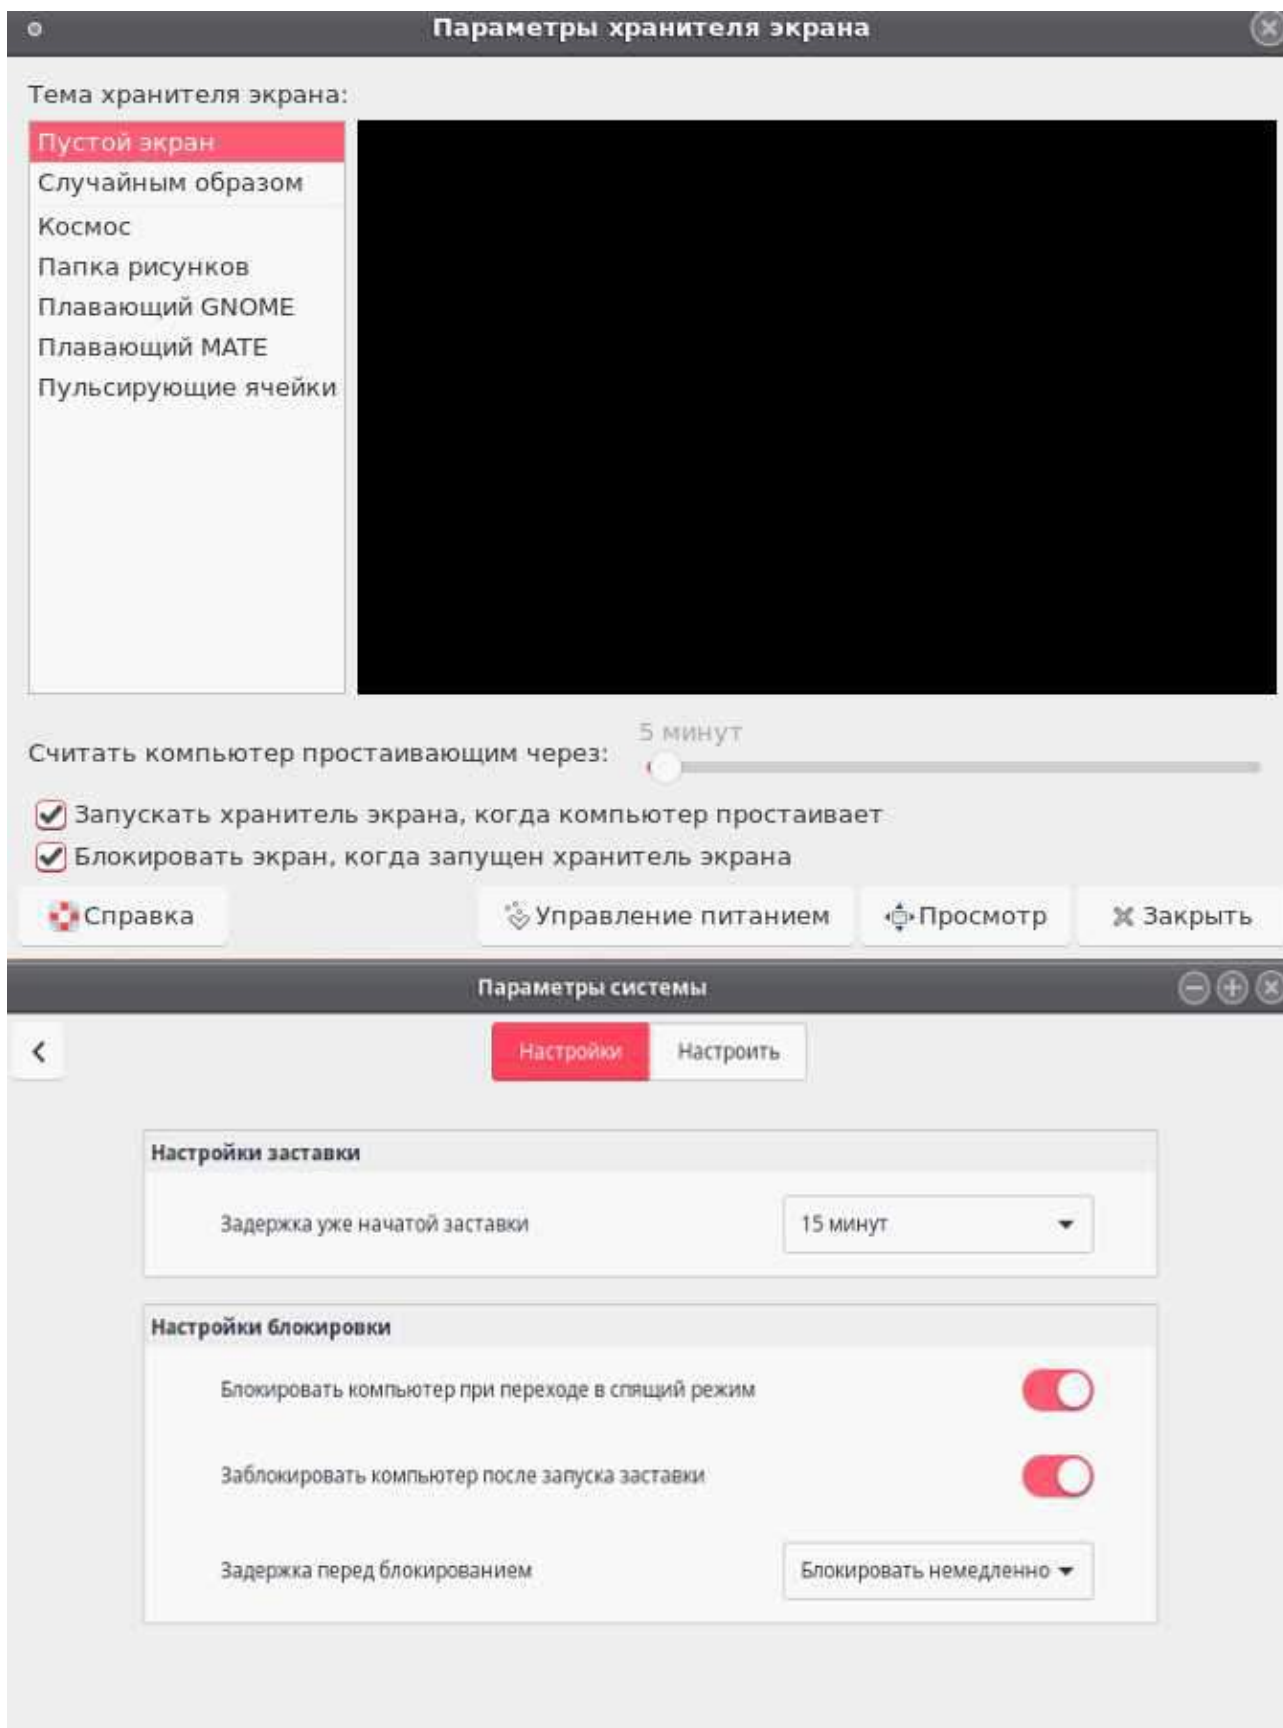 Параметры хранителя экрана
Тема хранителя экрана:
Пустой экран
Случайным образом
Космос
Папка рисунков
Плавающий GNOME
Плавающий MATE
Пульсирующие ячейки
5 минут
Считать компьютер простаивающим через:
Запускать хранитель экрана, когда компьютер простаивает
Блокировать экран, когда запущен хранитель экрана
Справка Управление питанием Просмотр Закрыть
Параметры системы
Настройки Настроить
Настройки заставки
Задержка уже начатой заставки 15 минут
Настройки блокировки
Блокировать компьютер при переходе в спящий режим
Заблокировать компьютер после запуска заставки
Задержка перед блокированием Блокировать немедленно